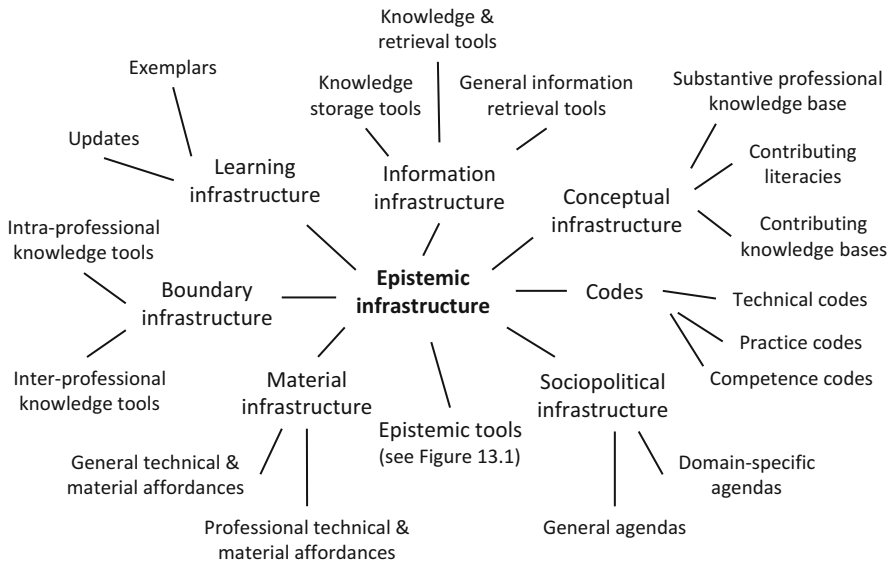 Knowledge &
retrieval tools
Exemplars
Knowledge
storage tools
General information
retrieval tools
Substantive professional
knowledge base
Updates
Learning
infrastructure
Information
infrastructure
Contributing
literacies
Conceptual
infrastructure
Contributing
knowledge bases
Intra-professional
knowledge tools
Boundary
infrastructure
Epistemic
infrastructure
Codes
Technical codes
Practice codes
Competence codes
Inter-professional
knowledge tools
Material
infrastructure
Sociopolitical
infrastructure
Epistemic tools
(see Figure 13.1)
General technical &
material affordances
Domain-specific
agendas
Professional technical &
material affordances
General agendas